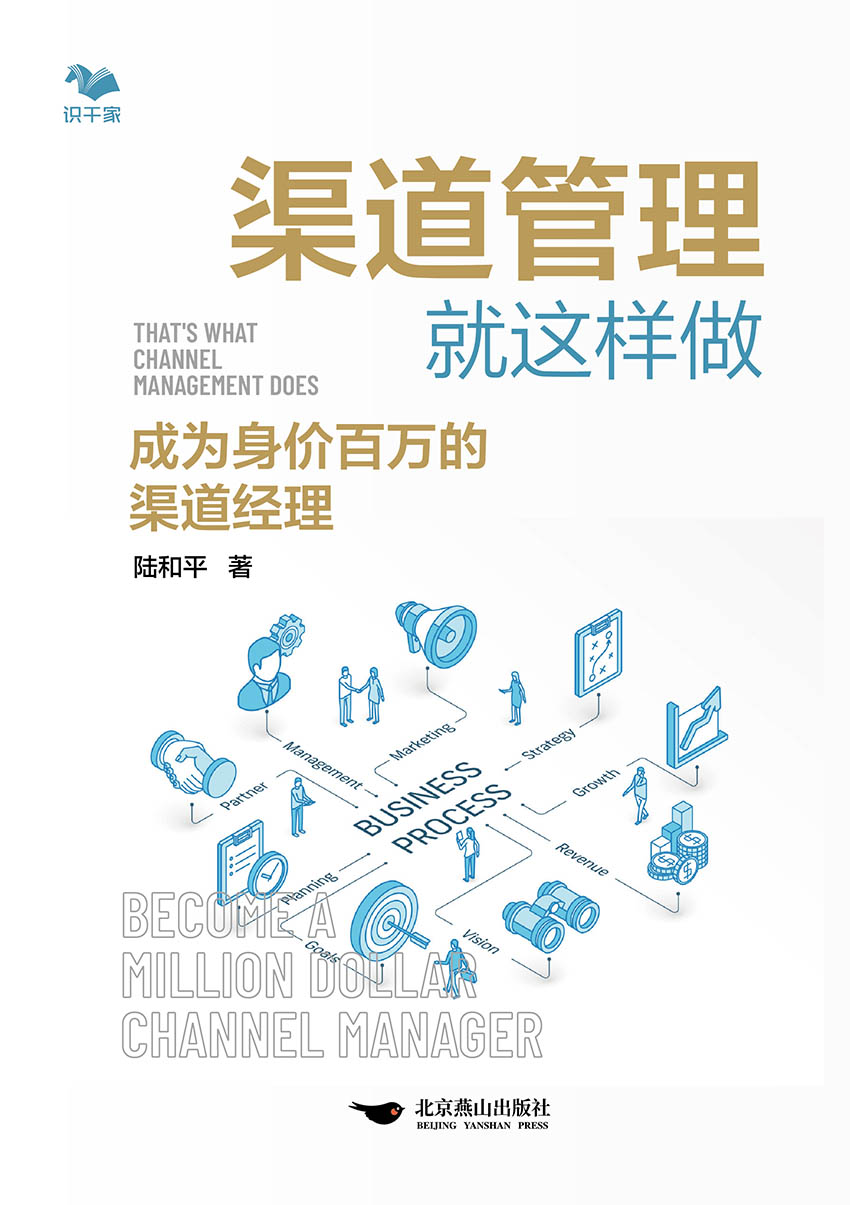 识干家
渠道管理
就这样做
THAT'S WHAT
CHANNEL
MANAGEMENT DOES
成为身价百万的
渠道经理
陆和平 著
Management
Marketing
Strategy
Partner
BUSINESS
PROCESS
Growth
Planning
Revenue
Goals
Vision
BECOME A
MILLION DOLLAR
CHANNEL MANAGER
北京燕山出版社
BEIJING YANSHAN PRESS